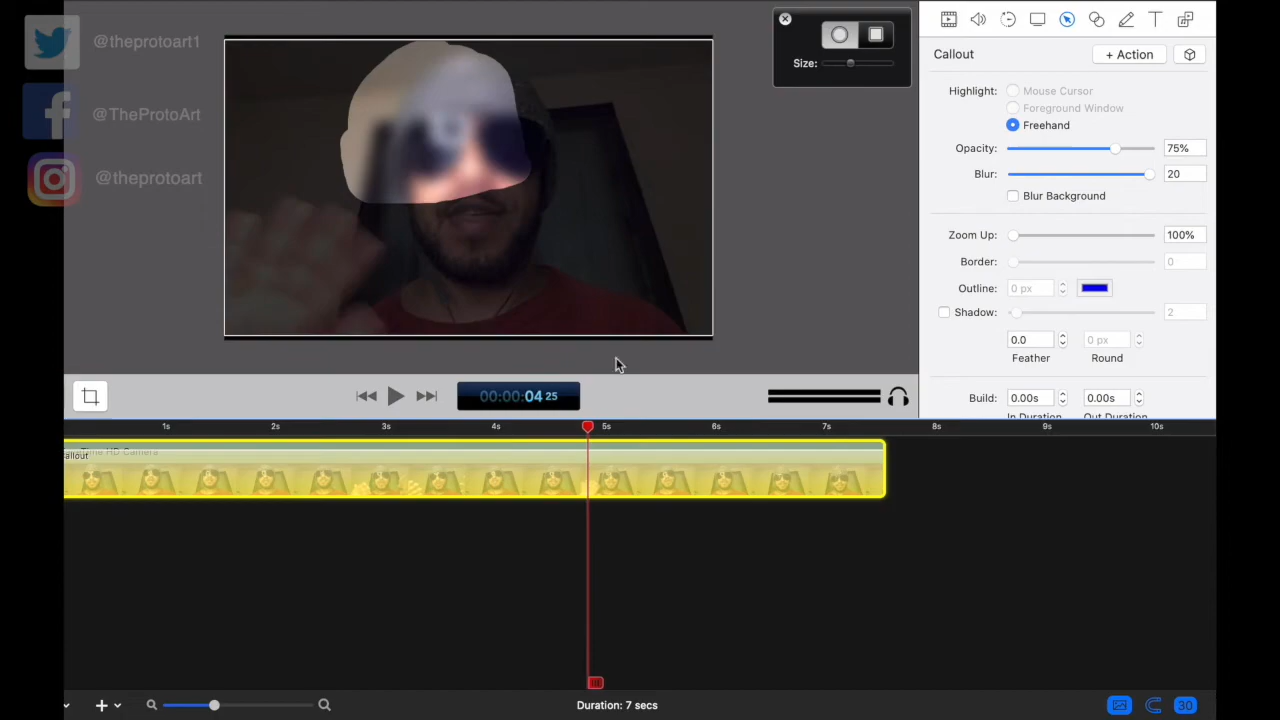 @theprotoart1
@TheProtoArt
@theprotoart
Size:
Callout
+ Action
Highlight:
Mouse Cursor
Foreground Window
Freehand
Opacity:
75%
Blur:
20
Blur Background
Zoom Up:
100%
Border:
0
Outline:
0 px
Shadow:
2
0.0
0 px
Feather
Round
Build:
0.00s
0.00s
In Duration
Out Duration
00:00:04 25
1s
2s
3s
4s
5s
6s
7s
8s
9s
10s
Time HD Camera
allout
Duration: 7 secs
30